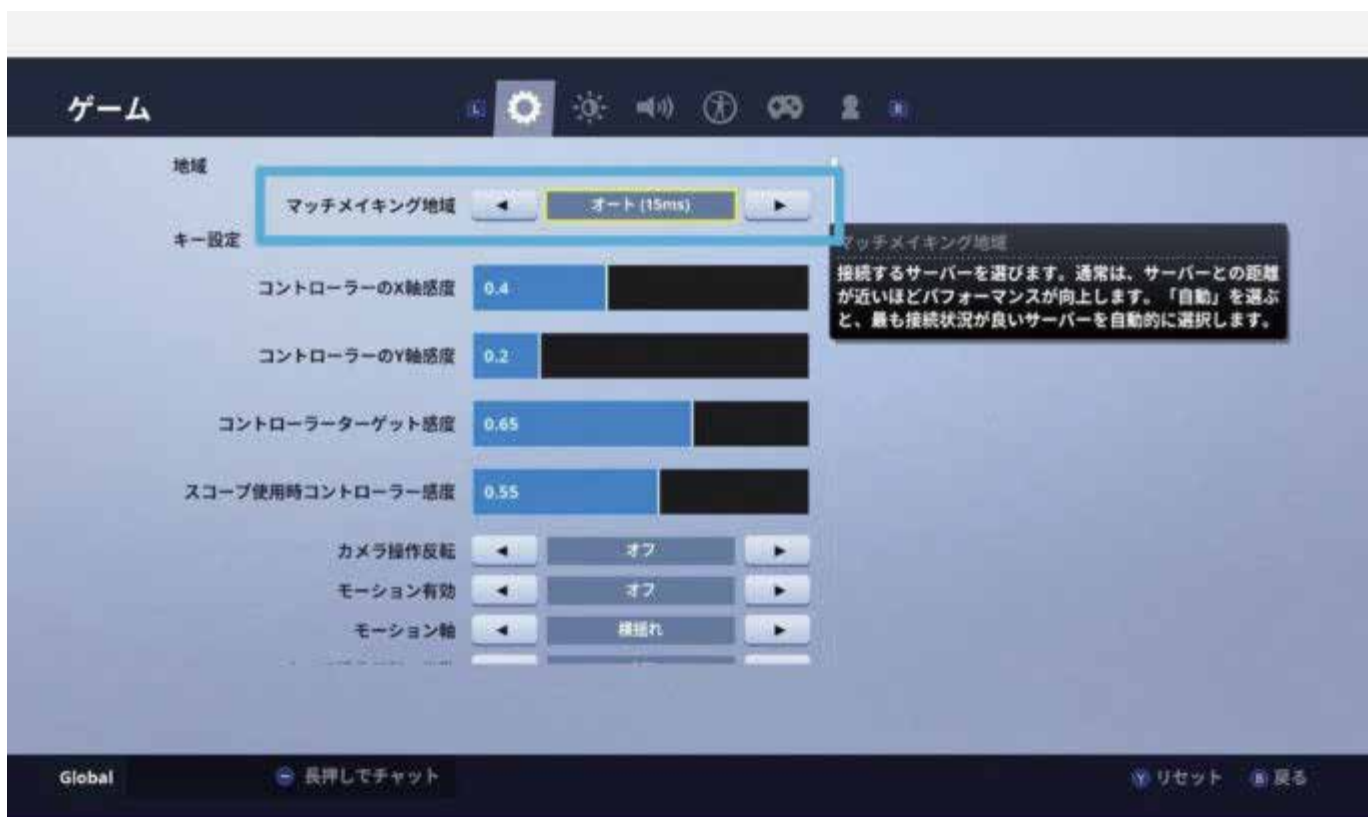 ゲーム
L
R
地域
マッチメイキング地域
◀ オート (15ms) ▶
キー設定
マッチメイキング地域
接続するサーバーを選びます。通常は、サーバーとの距離
が近いほどパフォーマンスが向上します。「自動」を選ぶ
と、最も接続状況が良いサーバーを自動的に選択します。
コントローラーのX軸感度 0.4
コントローラーのY軸感度 0.2
コントローラーターゲット感度 0.65
スコープ使用時コントローラー感度 0.55
カメラ操作反転 ◀ オフ ▶
モーション有効 ◀ オフ ▶
モーション軸 ◀ 横揺れ ▶
Global
長押しでチャット
Y リセット
B 戻る